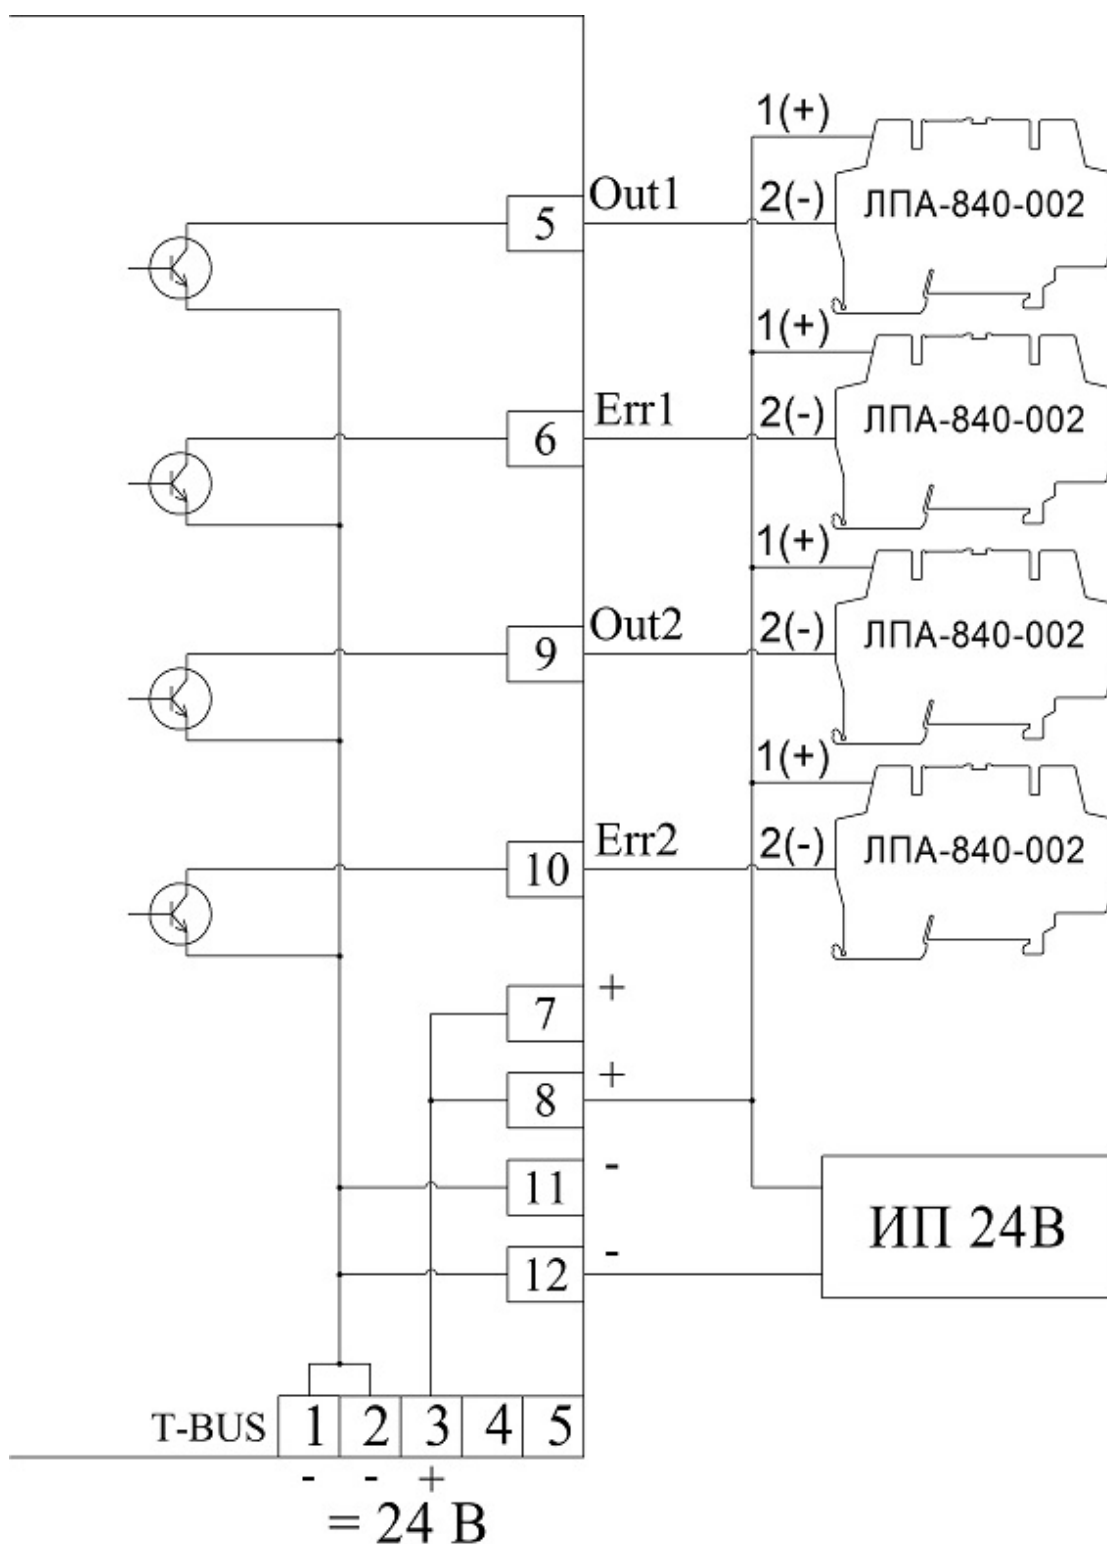 1(+)
Out1
2(-)
ЛПА-840-002
5
1(+)
Err1
2(-)
ЛПА-840-002
6
1(+)
Out2
2(-)
ЛПА-840-002
9
1(+)
Err2
2(-)
ЛПА-840-002
10
+
7
+
8
-
11
ИП 24В
-
12
T-BUS 1 2 3 4 5
- - +
= 24 В